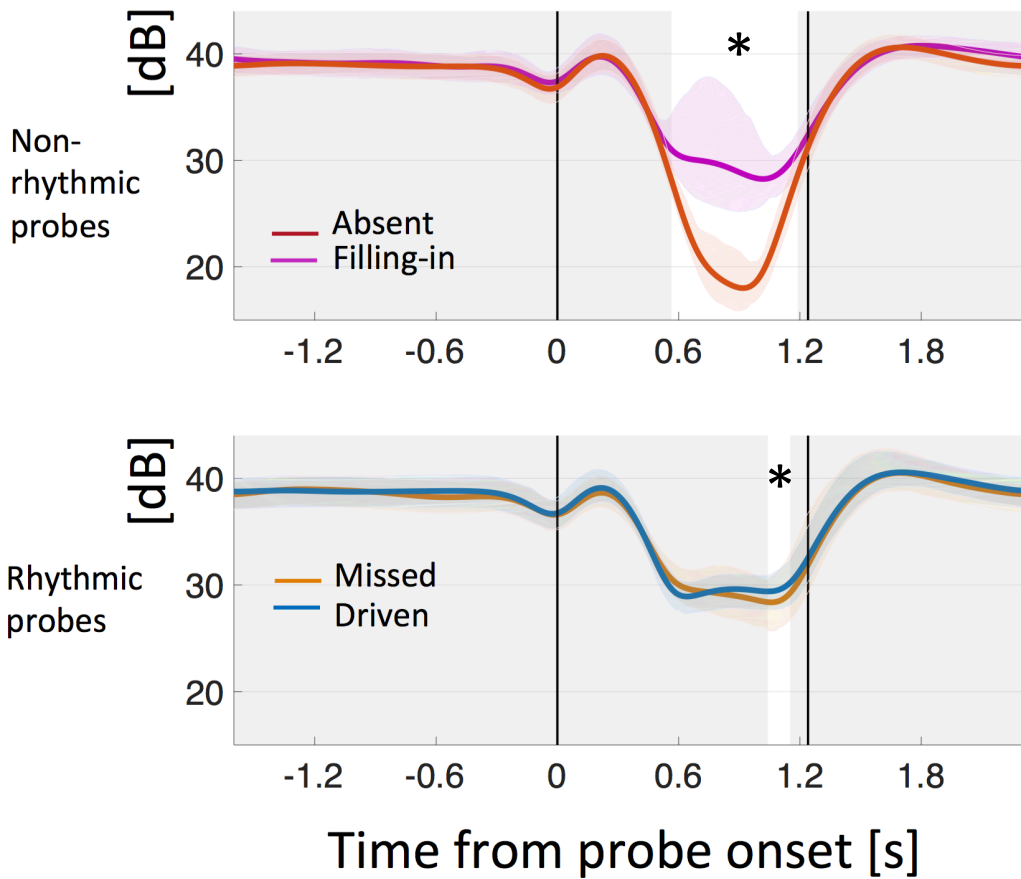 [dB]
40
30
20
*
Non-
rhythmic
probes
Absent
Filling-in
-1.2 -0.6 0 0.6 1.2 1.8
[dB]
40
30
20
*
Rhythmic
probes
Missed
Driven
-1.2 -0.6 0 0.6 1.2 1.8
Time from probe onset [s]